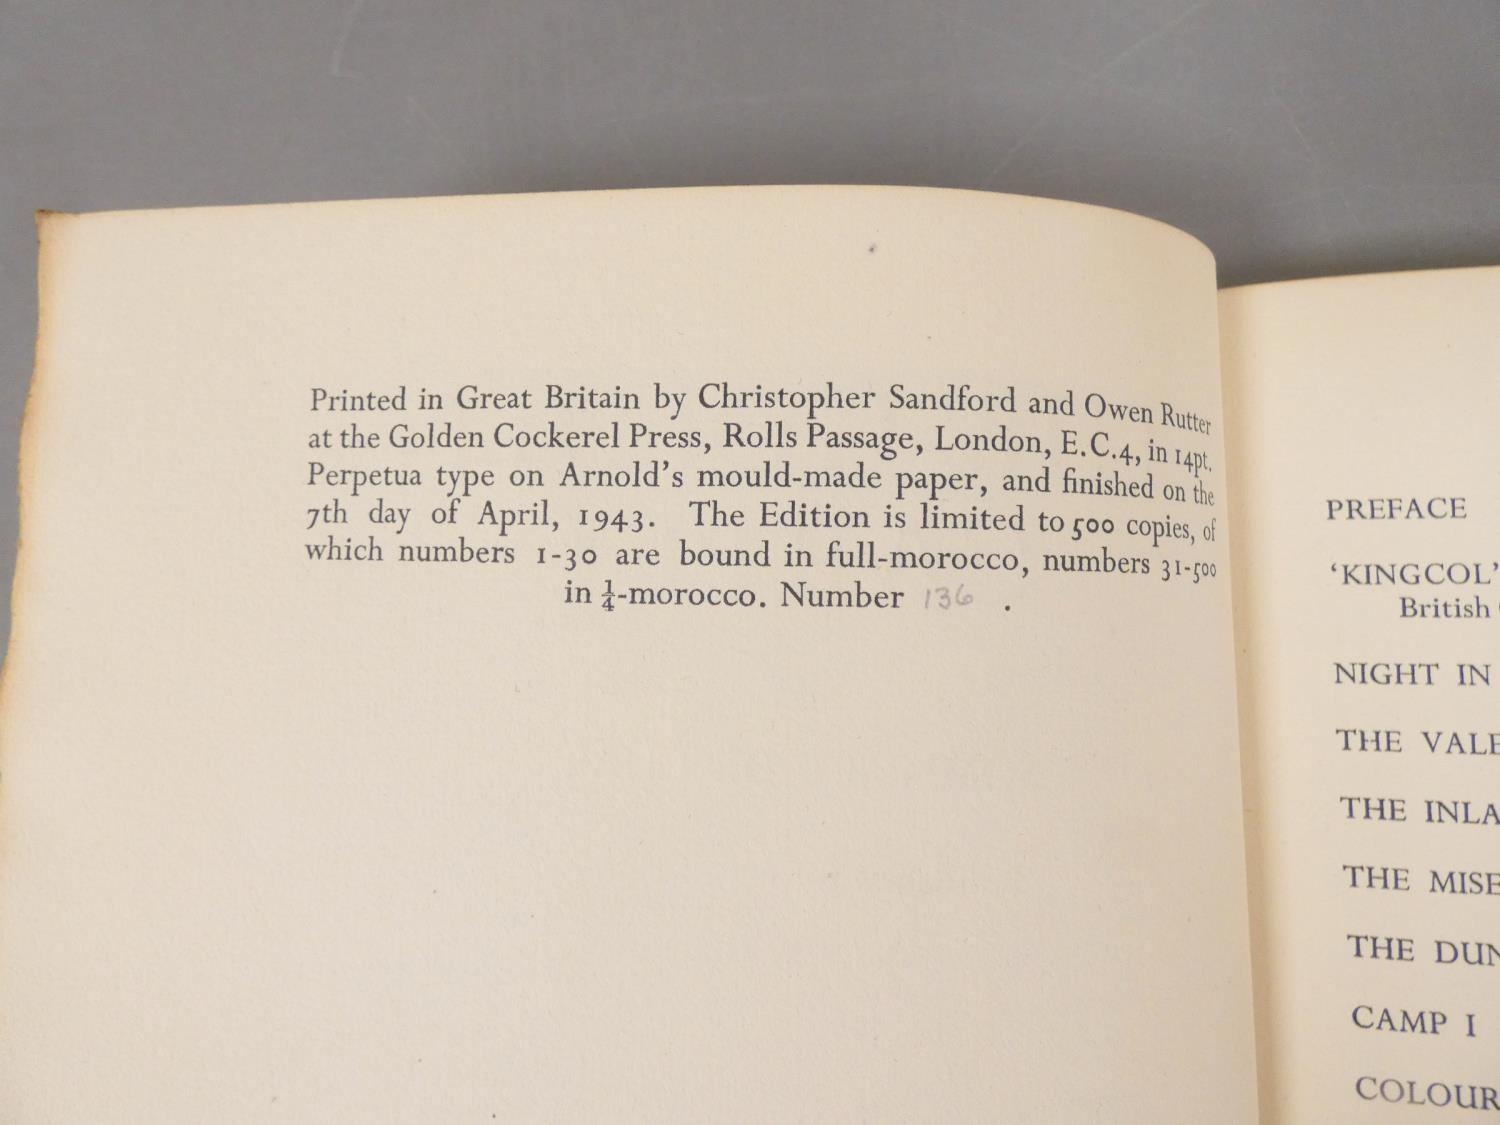 Printed in Great Britain by Christopher Sandford and Owen Rutter
at the Golden Cockerel Press, Rolls Passage, London, E.C.4, in 14pt.
Perpetua type on Arnold's mould-made paper, and finished on the
7th day of April, 1943. The Edition is limited to 500 copies, of
which numbers 1-30 are bound in full-morocco, numbers 31-500
in ¼-morocco. Number 136 .
PREFACE
'KINGCOL'
British
NIGHT IN
THE VALE
THE INLA
THE MISE
THE DUN
CAMP I
COLOUR